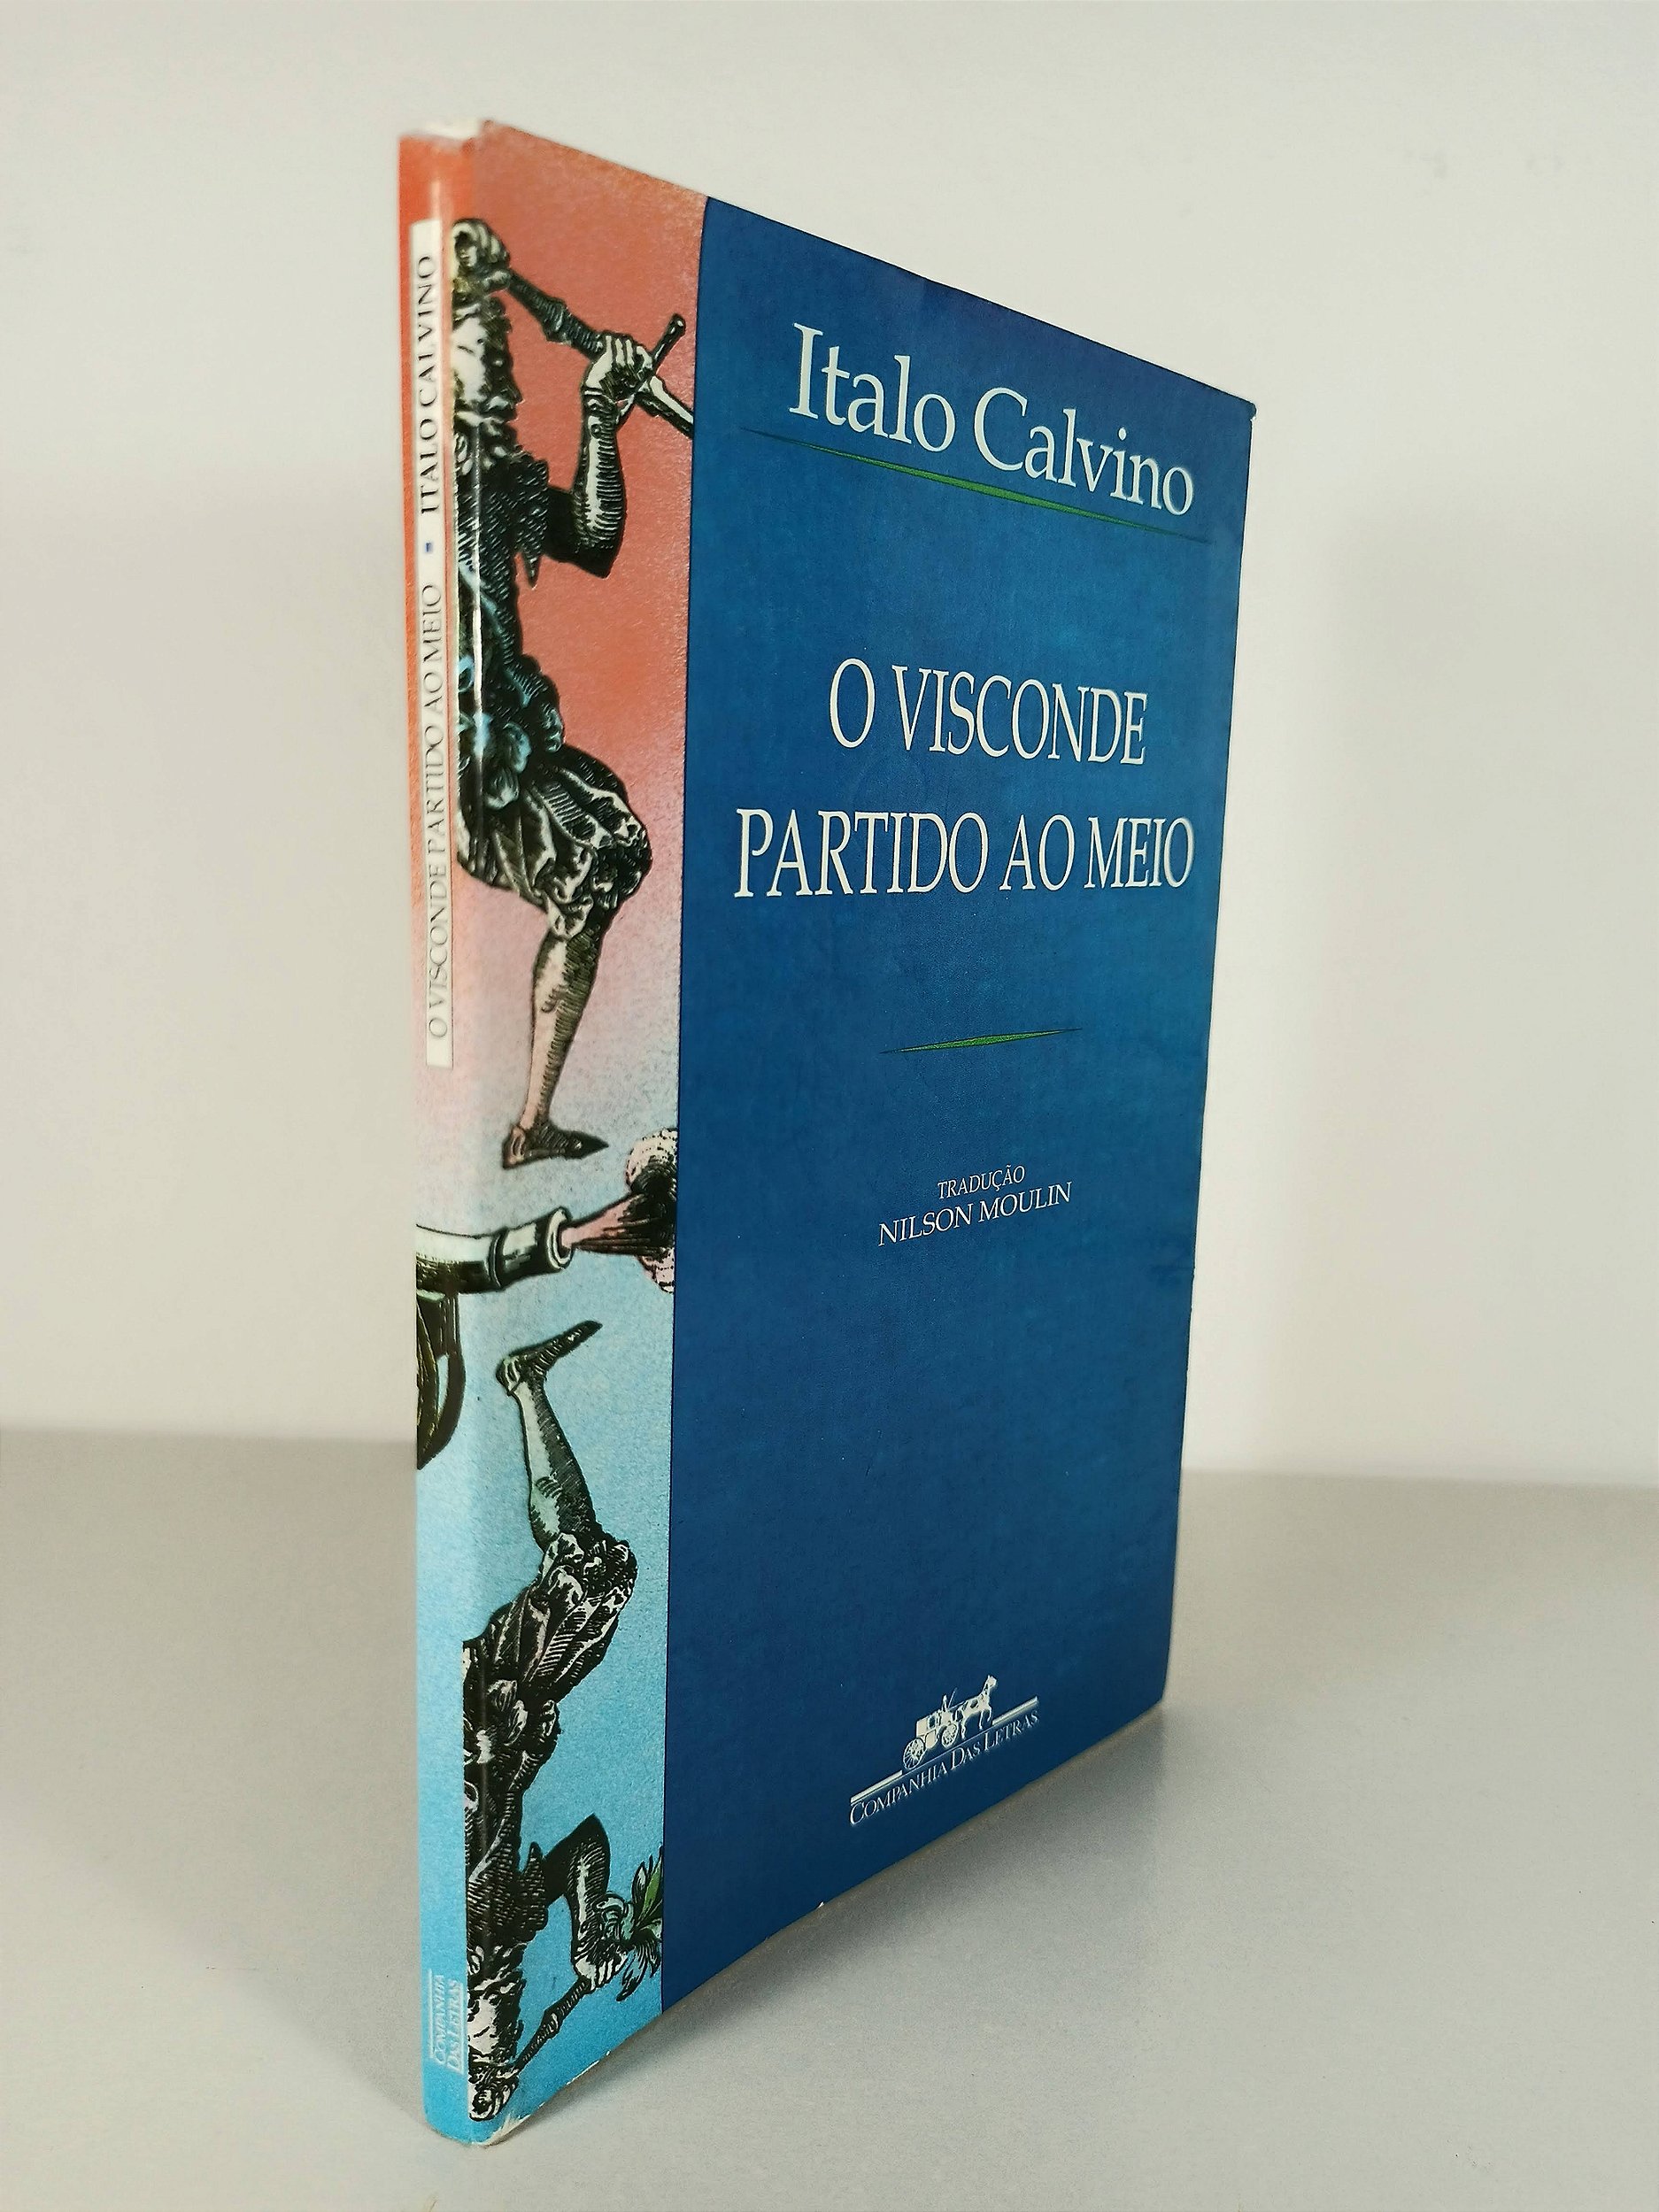 O VISCONDE PARTIDO AO MEIO ▪ ITALO CALVINO
COMPANHIA
DAS LETRAS
Italo Calvino
O VISCONDE
PARTIDO AO MEIO
TRADUÇÃO
NILSON MOULIN
COMPANHIA DAS LETRAS